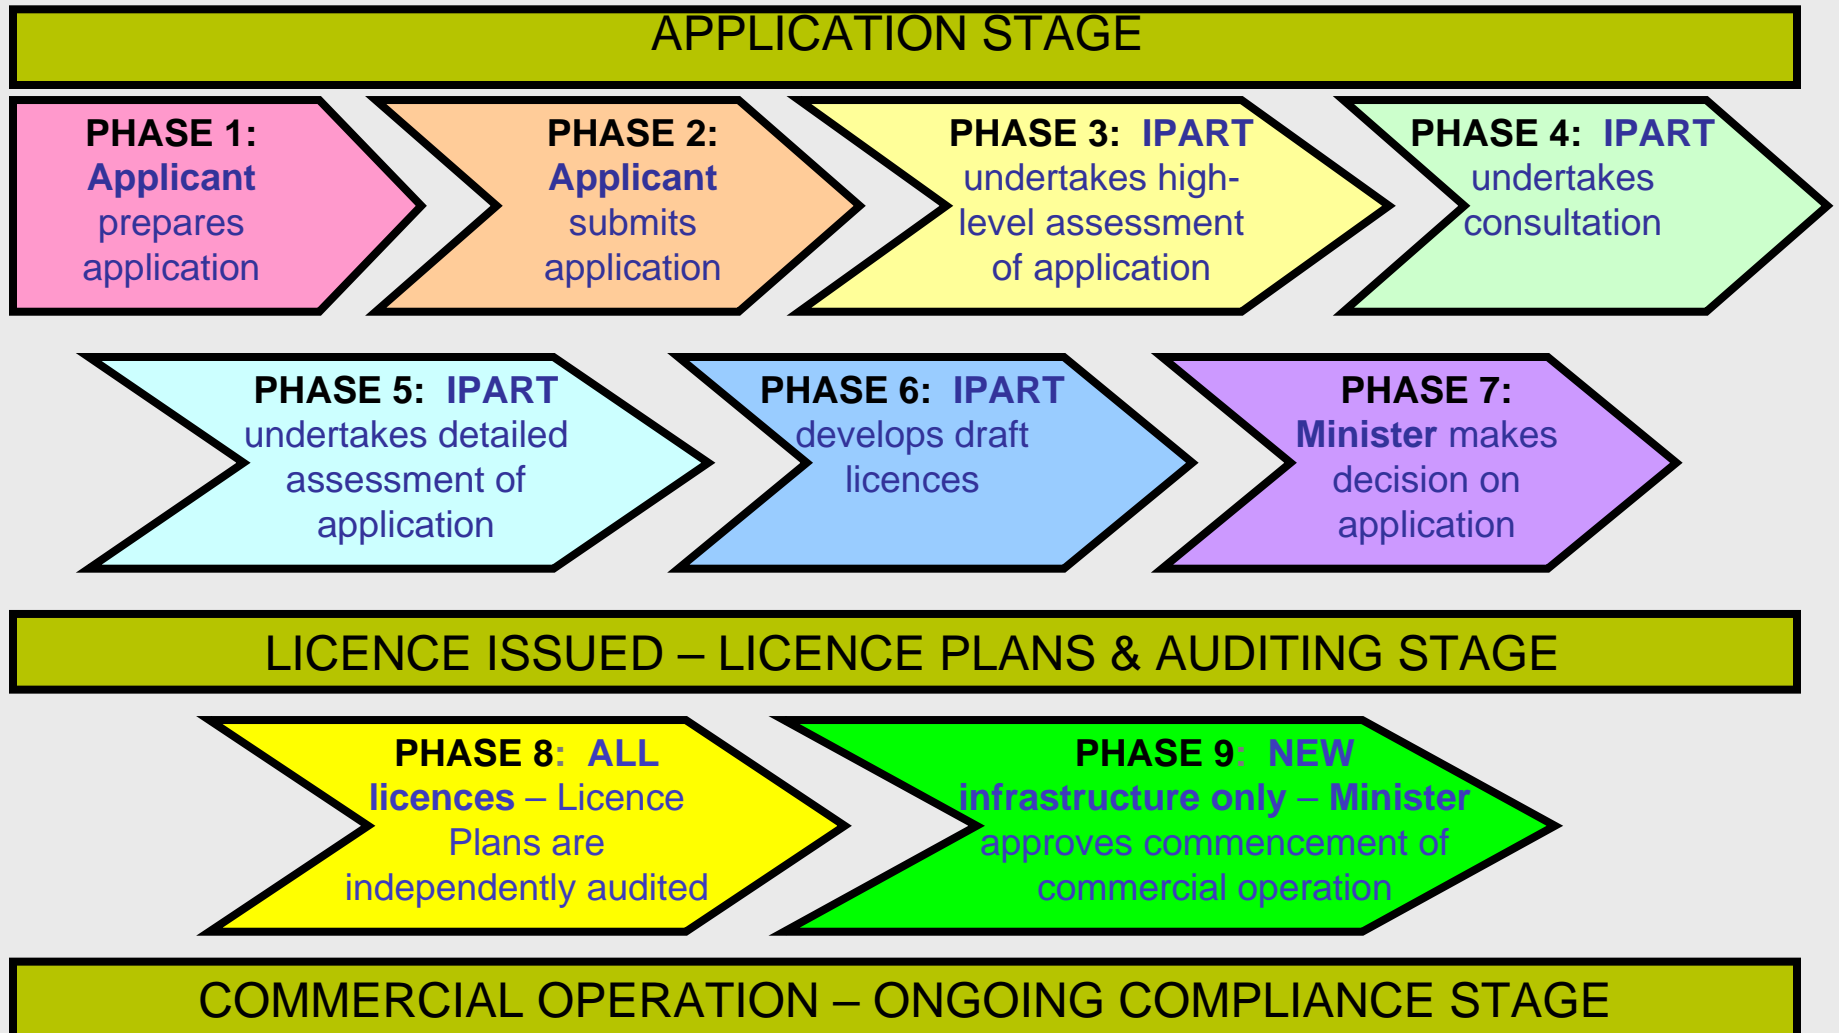 APPLICATION STAGE
PHASE 1:
Applicant
prepares
application
PHASE 2:
Applicant
submits
application
PHASE 3: IPART
undertakes high-
level assessment
of application
PHASE 4: IPART
undertakes
consultation
PHASE 5: IPART
undertakes detailed
assessment of
application
PHASE 6: IPART
develops draft
licences
PHASE 7:
Minister makes
decision on
application
LICENCE ISSUED – LICENCE PLANS & AUDITING STAGE
PHASE 8: ALL
licences – Licence
Plans are
independently audited
PHASE 9: NEW
infrastructure only – Minister
approves commencement of
commercial operation
COMMERCIAL OPERATION – ONGOING COMPLIANCE STAGE